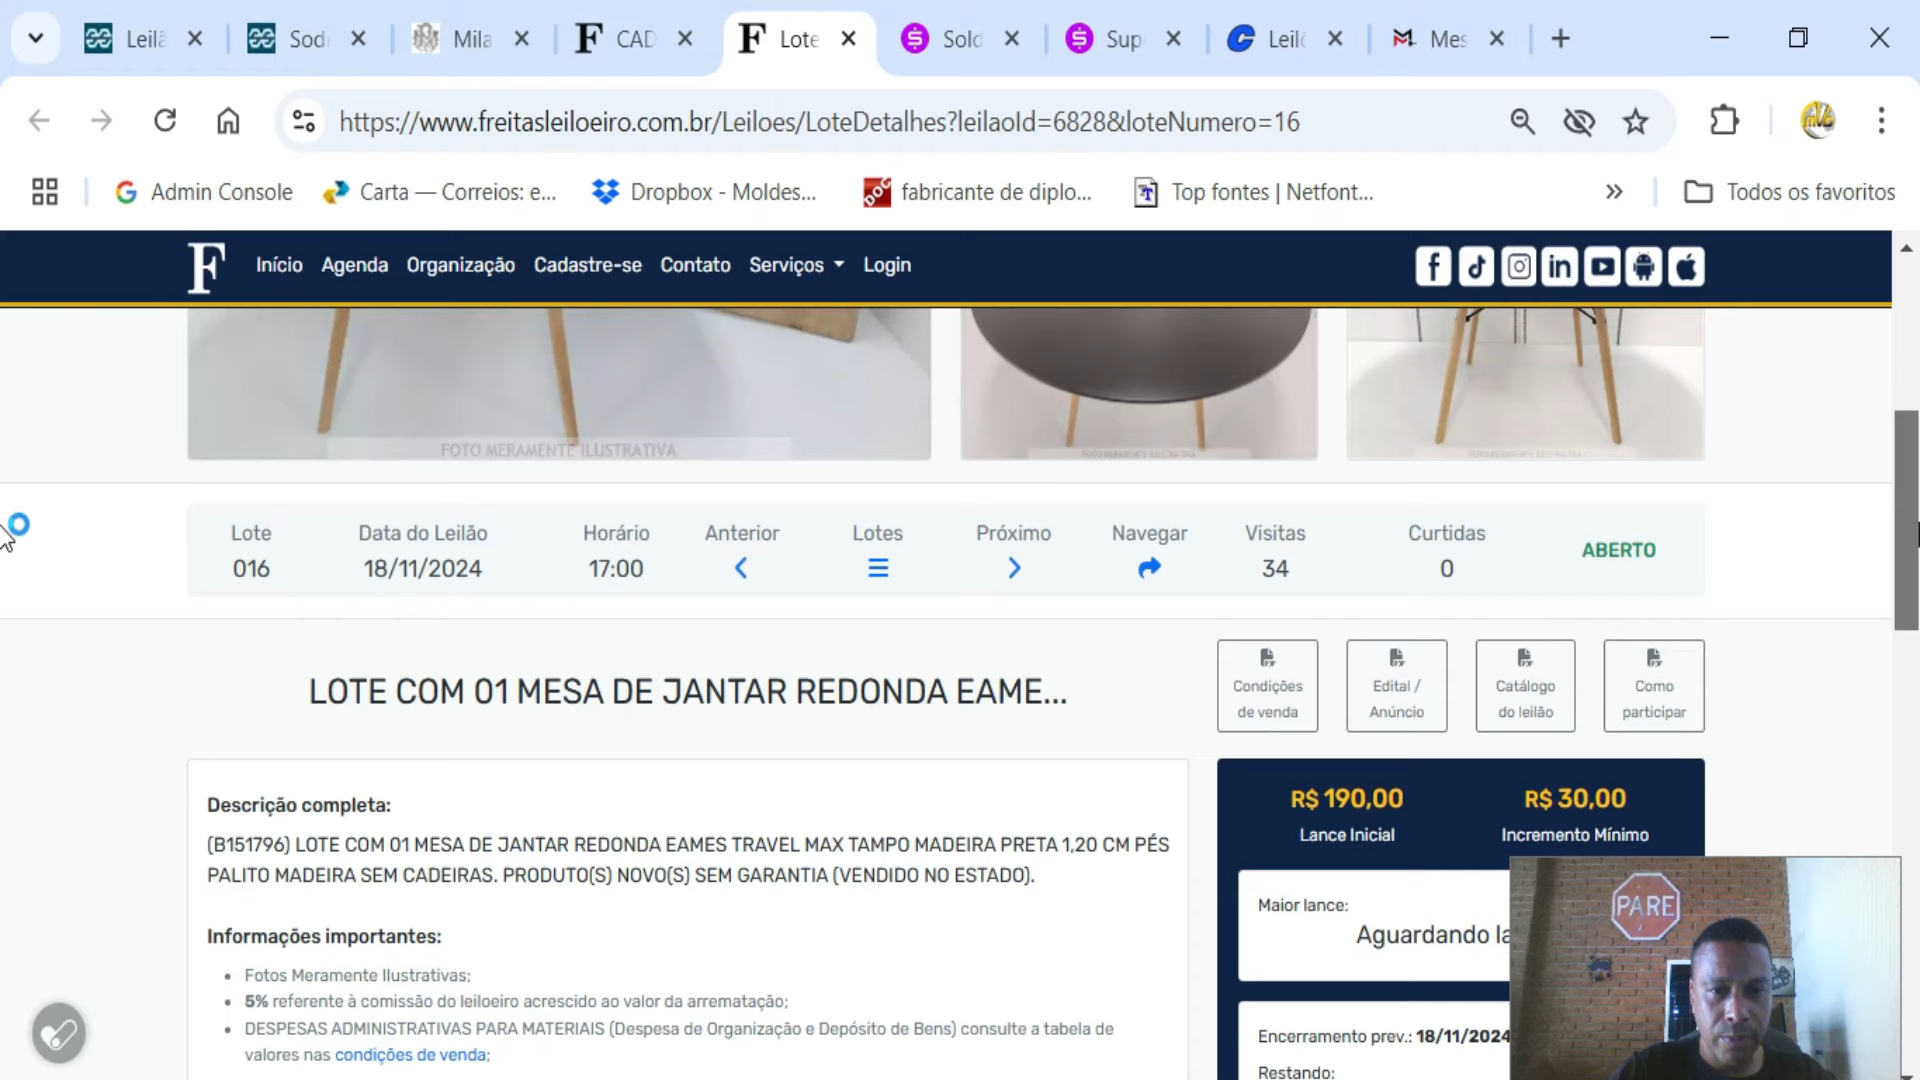 Leilã
Sod
Mila
CAD
Lote
Solc
Sup
Leilõ
Mes
https://www.freitasleiloeiro.com.br/Leiloes/LoteDetalhes?leilaoId=6828&loteNumero=16
Admin Console
Carta — Correios: e...
Dropbox - Moldes...
fabricante de diplo...
Top fontes | Netfont...
Todos os favoritos
F Início Agenda Organização Cadastre-se Contato Serviços Login
FOTO MERAMENTE ILUSTRATIVA
Lote Data do Leilão Horário Anterior Lotes Próximo Navegar Visitas Curtidas
ABERTO
016 18/11/2024 17:00 34 0
LOTE COM 01 MESA DE JANTAR REDONDA EAME...
Condições
de venda
Edital /
Anúncio
Catálogo
do leilão
Como
participar
Descrição completa:
(B151796) LOTE COM 01 MESA DE JANTAR REDONDA EAMES TRAVEL MAX TAMPO MADEIRA PRETA 1,20 CM PÉS
PALITO MADEIRA SEM CADEIRAS. PRODUTO(S) NOVO(S) SEM GARANTIA (VENDIDO NO ESTADO).
Informações importantes:
Fotos Meramente Ilustrativas;
5% referente à comissão do leiloeiro acrescido ao valor da arrematação;
DESPESAS ADMINISTRATIVAS PARA MATERIAIS (Despesa de Organização e Depósito de Bens) consulte a tabela de
valores nas condições de venda;
R$ 190,00
Lance Inicial
R$ 30,00
Incremento Mínimo
Maior lance:
Aguardando la
Encerramento prev.: 18/11/2024
Restando:
PARE